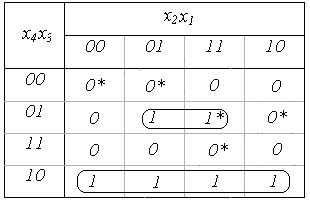 x₂x₁
x₄x₃
00 01 11 10
00 0* 0* 0 0
01 0 1 1* 0*
11 0 0 0* 0
10 1 1 1 1